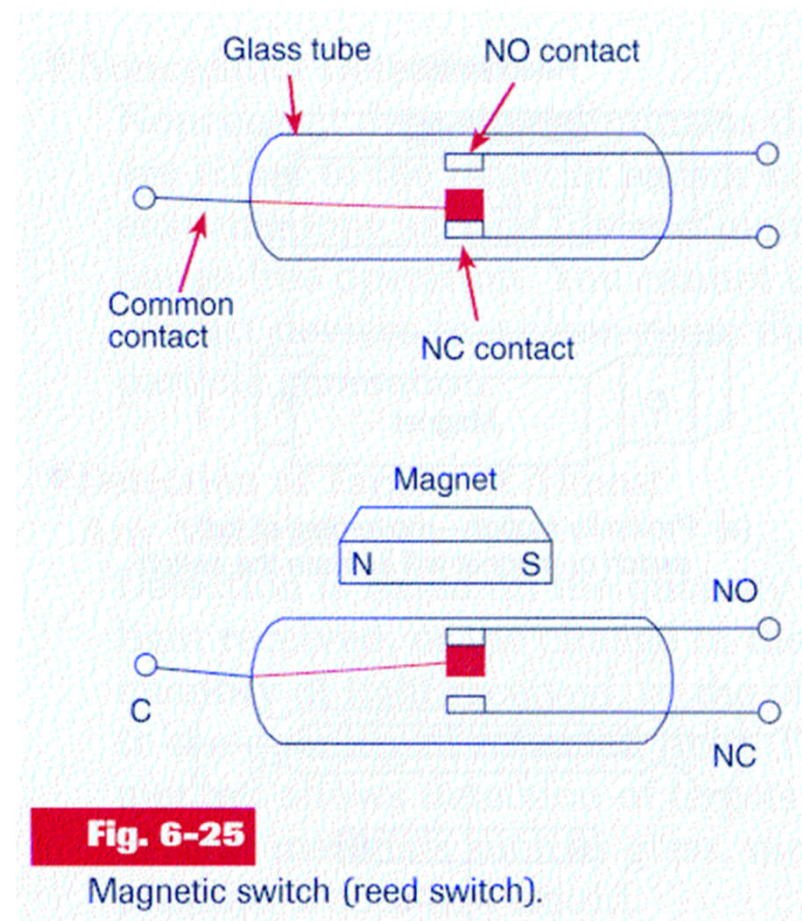 Glass tube
NO contact
Common
contact
NC contact
Magnet
N S
NO
C
NC
Fig. 6-25
Magnetic switch (reed switch).